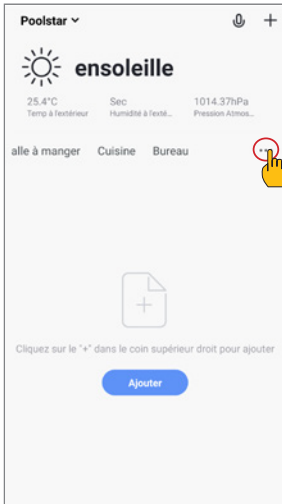 Poolstar
ensoleille
25.4°C Sec 1014.37hPa
Temp à l'extérieur Humidité à l'exté... Pression Atmos...
alle à manger Cuisine Bureau ...
Cliquez sur le "+" dans le coin supérieur droit pour ajouter
Ajouter